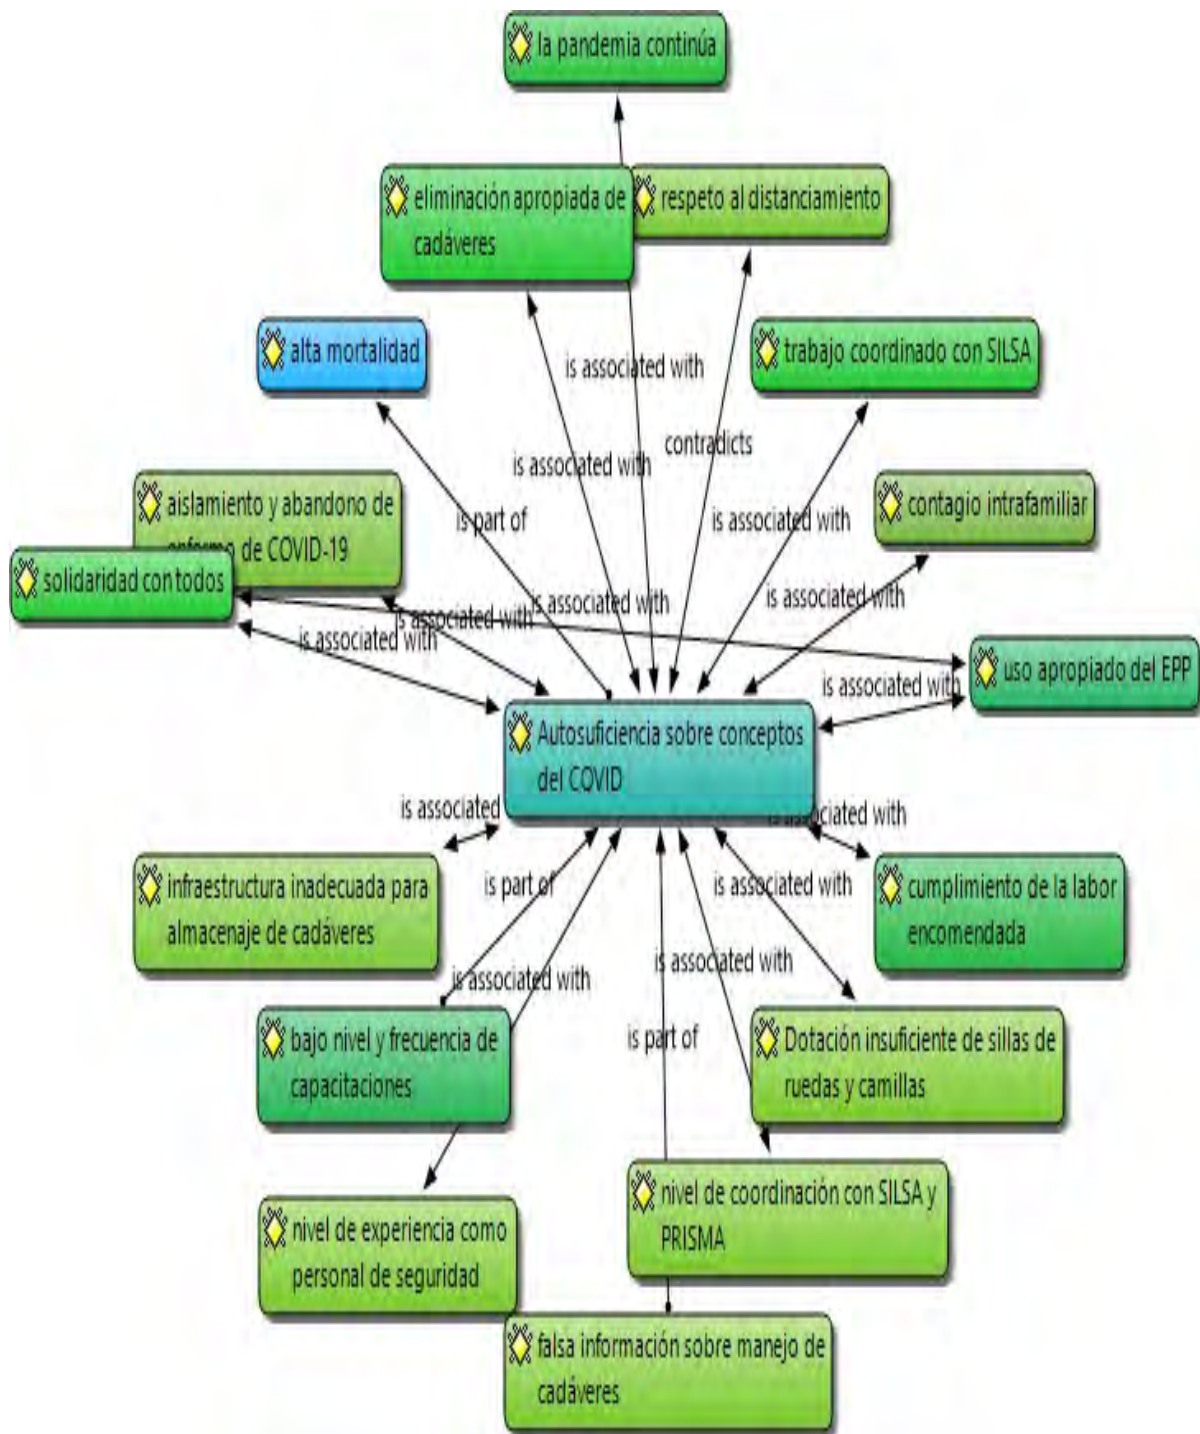 la pandemia continúa
eliminación apropiada de
cadáveres
respeto al distanciamiento
alta mortalidad
trabajo coordinado con SILSA
is associated with
contradicts
is associated with
aislamiento y abandono de
enfermo de COVID-19
contagio intrafamiliar
is part of
is associated with
solidaridad con todos
is associated with
is associated with
is associated with
is associated with
uso apropiado del EPP
is associated with
Autosuficiencia sobre conceptos
del COVID
is associated
is associated with
infraestructura inadecuada para
almacenaje de cadáveres
is part of
is associated with
cumplimiento de la labor
encomendada
is associated with
is associated with
bajo nivel y frecuencia de
capacitaciones
is part of
Dotación insuficiente de sillas de
ruedas y camillas
nivel de experiencia como
personal de seguridad
nivel de coordinación con SILSA y
PRISMA
falsa información sobre manejo de
cadáveres